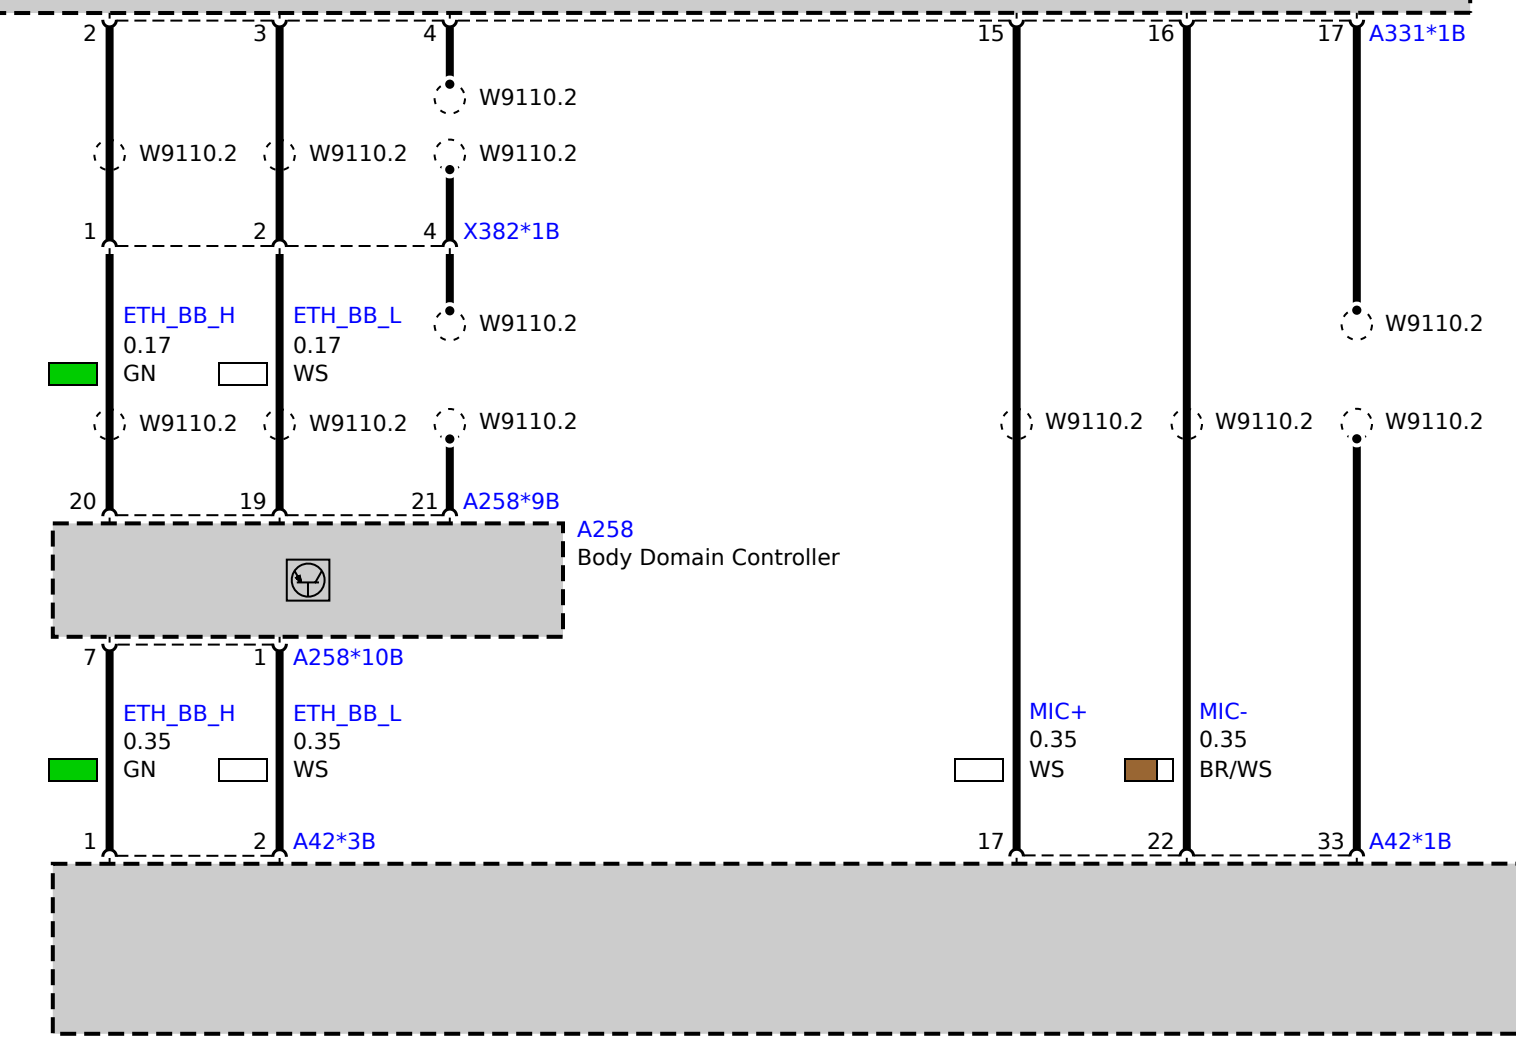 2 3 4 15 16 17 A331*1B
W9110.2
W9110.2 W9110.2 W9110.2
1 2 4 X382*1B
ETH_BB_H ETH_BB_L W9110.2 W9110.2
0.17 0.17
GN WS
W9110.2 W9110.2 W9110.2 W9110.2 W9110.2 W9110.2
20 19 21 A258*9B
A258
Body Domain Controller
7 1 A258*10B
ETH_BB_H ETH_BB_L MIC+ MIC-
0.35 0.35 0.35 0.35
GN WS WS BR/WS
1 2 A42*3B 17 22 33 A42*1B